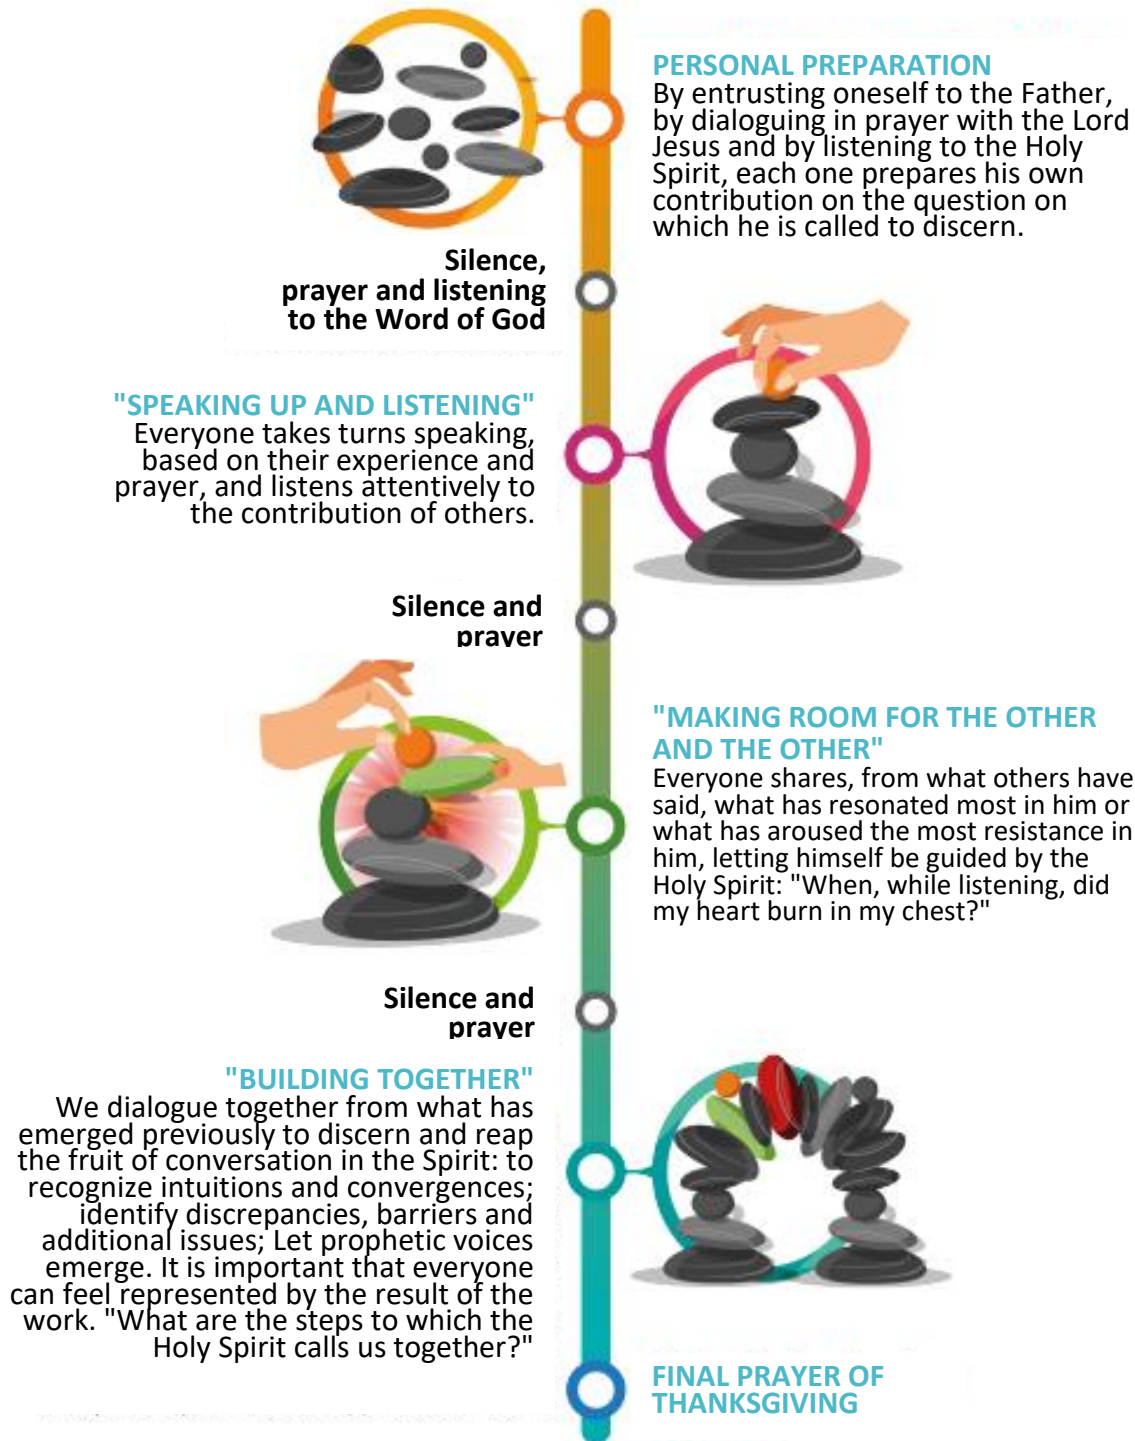 PERSONAL PREPARATION
By entrusting oneself to the Father,
by dialoguing in prayer with the Lord
Jesus and by listening to the Holy
Spirit, each one prepares his own
contribution on the question on
which he is called to discern.
Silence,
prayer and listening
to the Word of God
"SPEAKING UP AND LISTENING"
Everyone takes turns speaking,
based on their experience and
prayer, and listens attentively to
the contribution of others.
Silence and
prayer
"MAKING ROOM FOR THE OTHER
AND THE OTHER"
Everyone shares, from what others have
said, what has resonated most in him or
what has aroused the most resistance in
him, letting himself be guided by the
Holy Spirit: "When, while listening, did
my heart burn in my chest?"
Silence and
prayer
"BUILDING TOGETHER"
We dialogue together from what has
emerged previously to discern and reap
the fruit of conversation in the Spirit: to
recognize intuitions and convergences;
identify discrepancies, barriers and
additional issues; Let prophetic voices
emerge. It is important that everyone
can feel represented by the result of the
work. "What are the steps to which the
Holy Spirit calls us together?"
FINAL PRAYER OF
THANKSGIVING